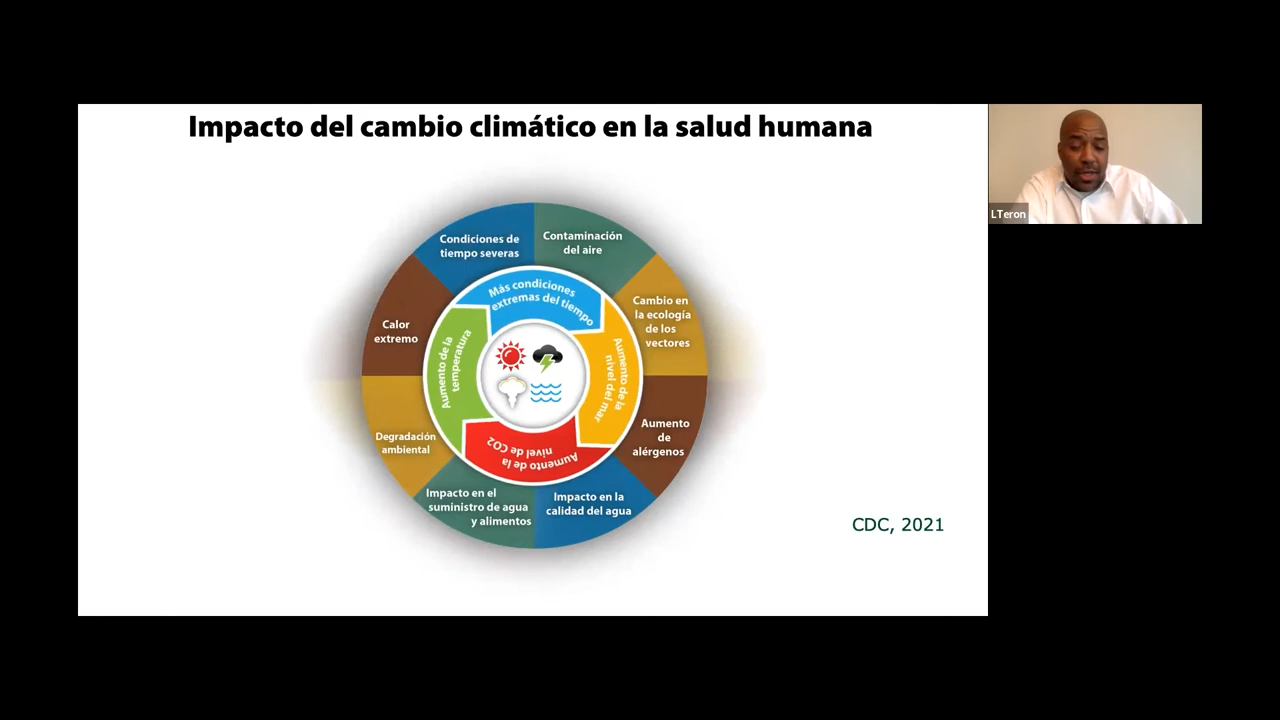 Impacto del cambio climático en la salud humana
LTeron
Condiciones de
tiempo severas
Contaminación
del aire
Cambio en
la ecología
de los
vectores
Aumento
de
alérgenos
Impacto en la
calidad del agua
Impacto en el
suministro de agua
y alimentos
Degradación
ambiental
Calor
extremo
Más condiciones
extremas del tiempo
Aumento de la
nivel del mar
Aumento de la
nivel de CO2
Aumento de la
temperatura
CDC, 2021